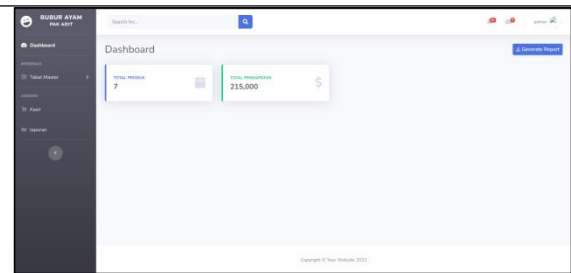 BUBUR AYAM
PAK ADIT
Search for...
admin
Dashboard
Dashboard
Generate Report
INTERFACE
Tabel Master
TOTAL PRODUK
7
TOTAL PENDAPATAN
215,000
Kasir
laporan
Copyright © Your Website 2021